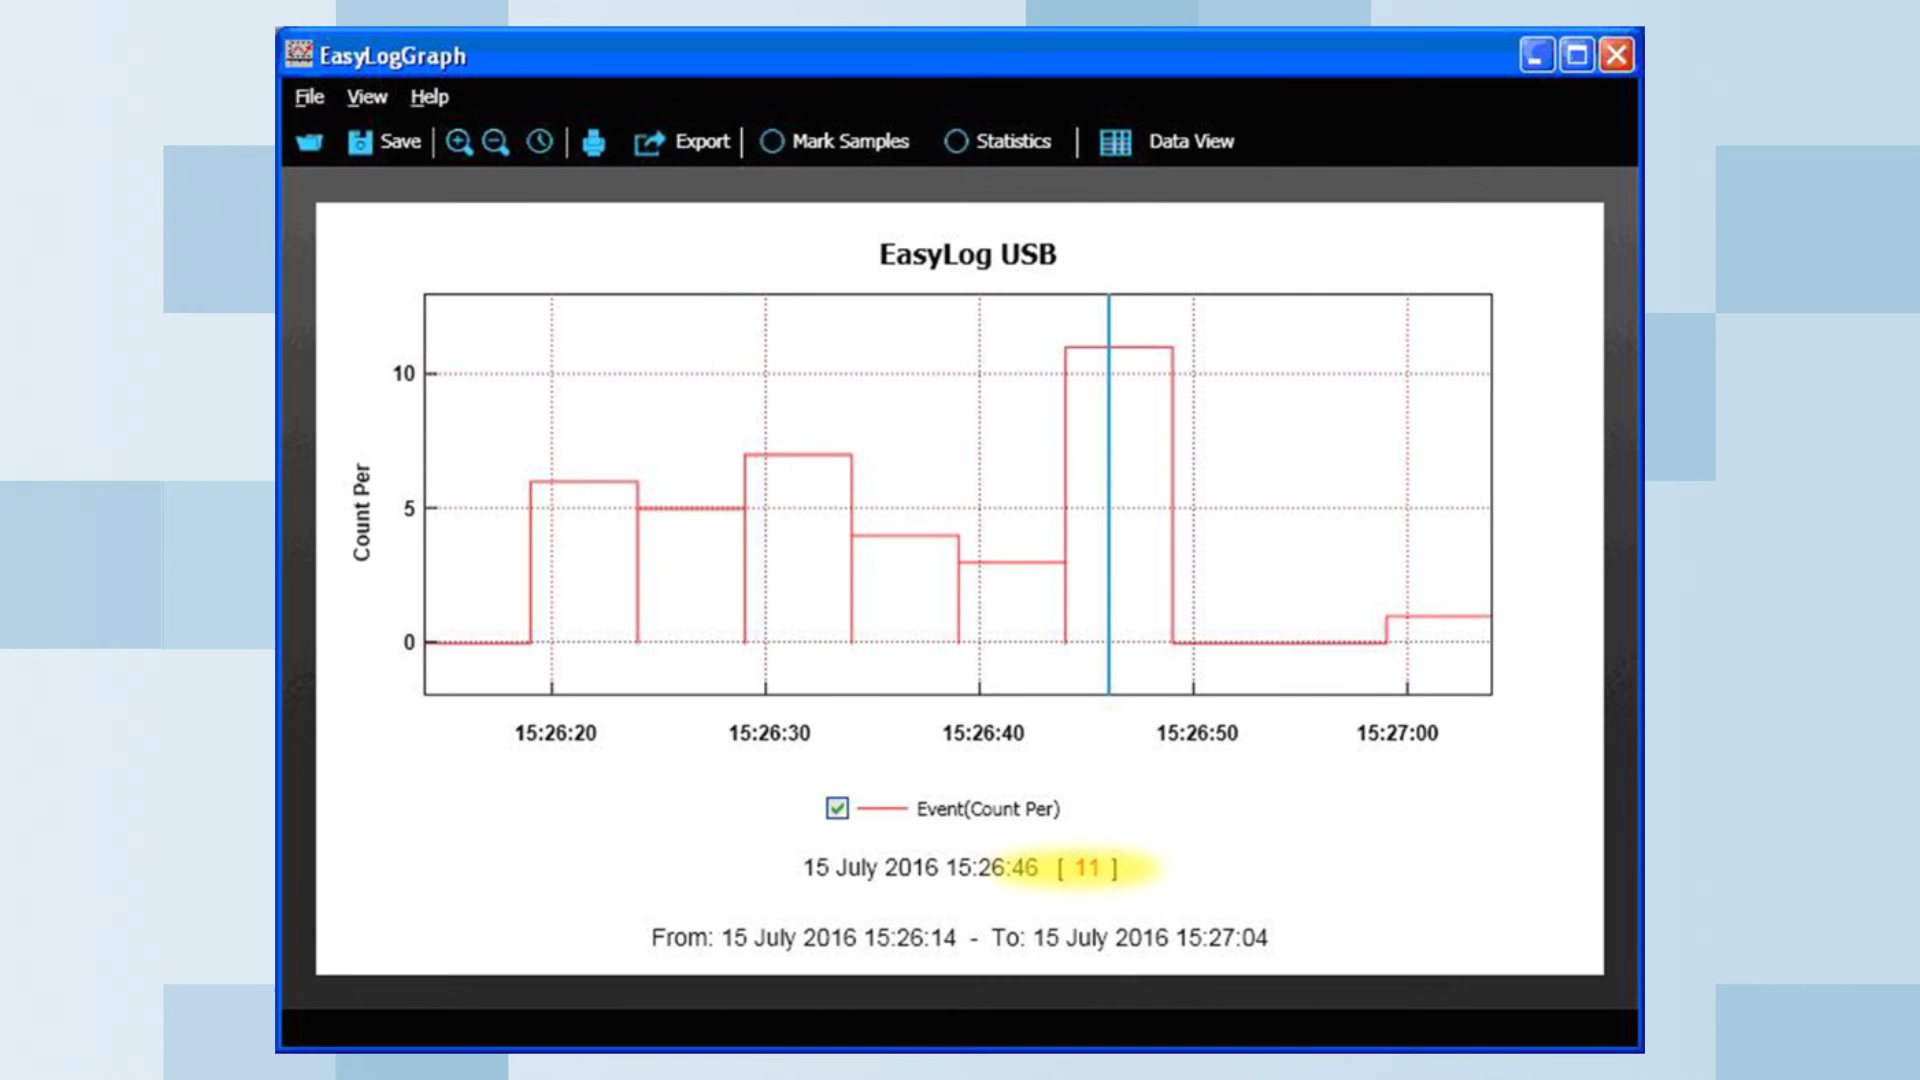 EasyLogGraph
File View Help
Save Export Mark Samples Statistics Data View
EasyLog USB
Count Per
10
5
0
15:26:20 15:26:30 15:26:40 15:26:50 15:27:00
Event(Count Per)
15 July 2016 15:26:46 [ 11 ]
From: 15 July 2016 15:26:14 - To: 15 July 2016 15:27:04